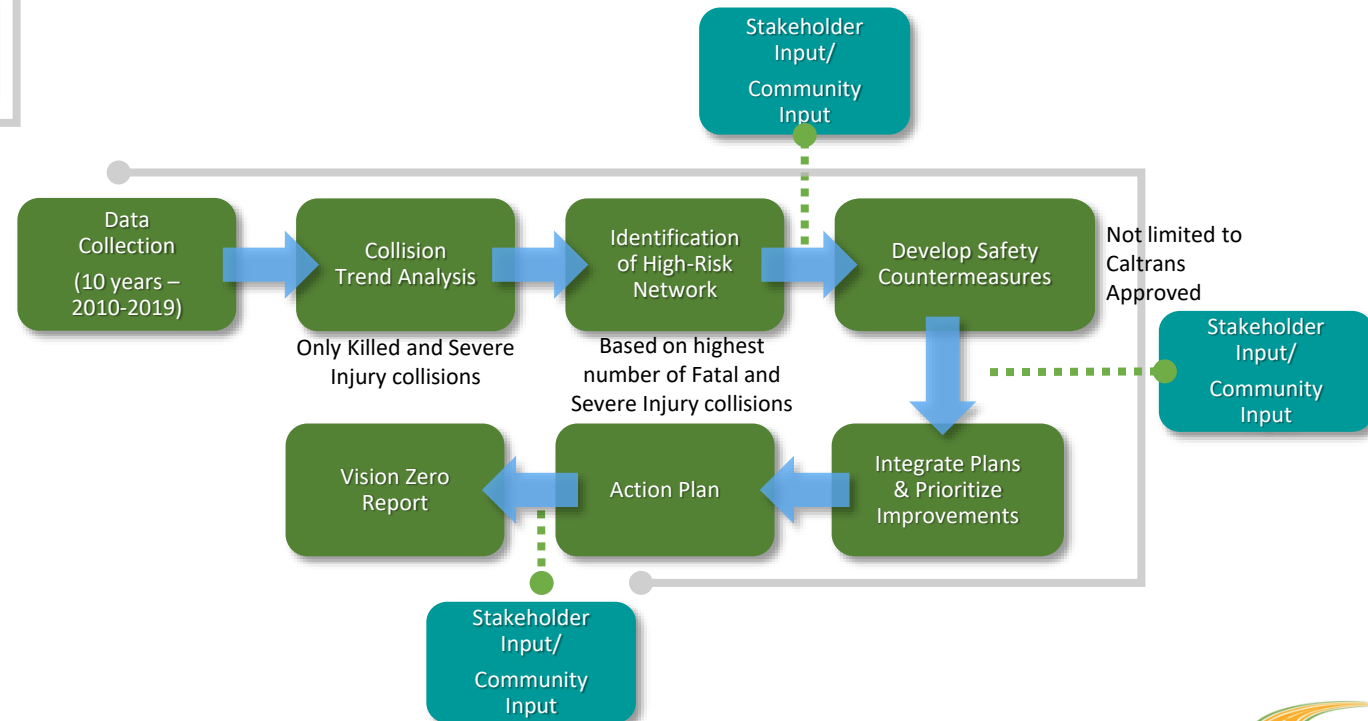 Stakeholder
Input/
Community
Input
Data
Collection
(10 years –
2010-2019)
Collision
Trend Analysis
Identification
of High-Risk
Network
Develop Safety
Countermeasures
Not limited to
Caltrans
Approved
Only Killed and Severe
Injury collisions
Based on highest
number of Fatal and
Severe Injury collisions
Stakeholder
Input/
Community
Input
Vision Zero
Report
Action Plan
Integrate Plans
& Prioritize
Improvements
Stakeholder
Input/
Community
Input